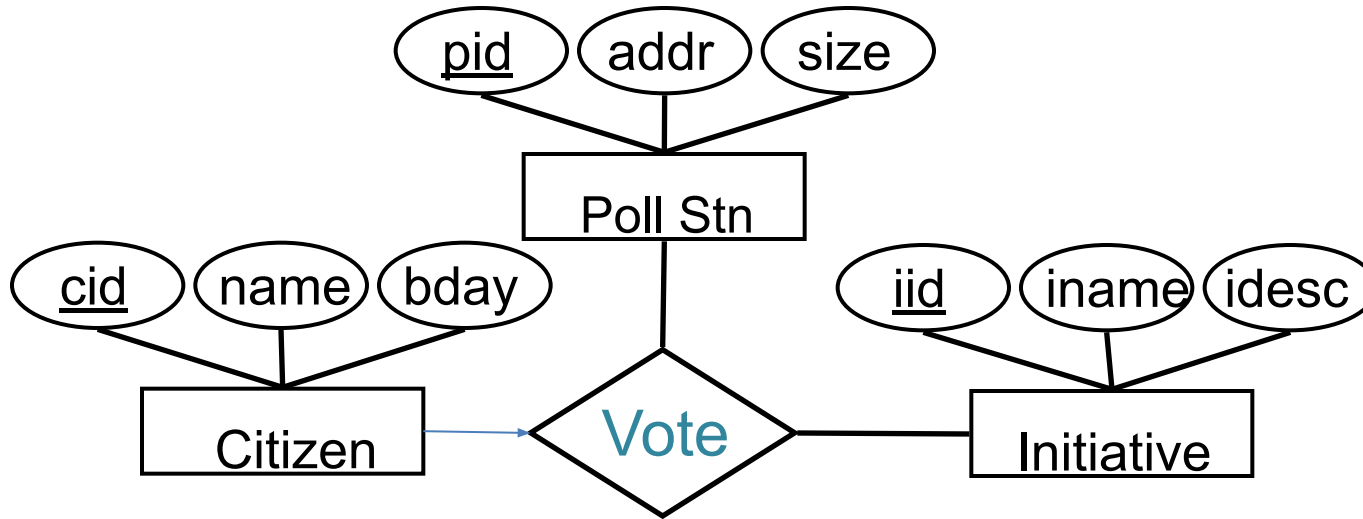 pid addr size
Poll Stn
cid name bday
iid iname idesc
Vote
Citizen
Initiative